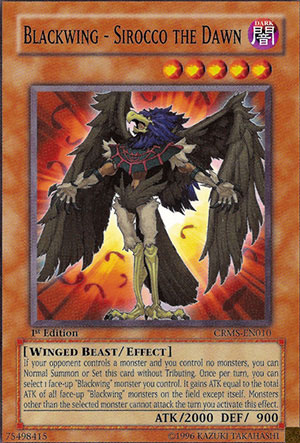 BLACKWING - SIROCCO THE DAWN
DARK
闇
1st Edition
CRMS-EN010
[WINGED BEAST/EFFECT]
If your opponent controls a monster and you control no monsters, you can
Normal Summon or Set this card without Tributing. Once per turn, you can
select 1 face-up "Blackwing" monster you control. It gains ATK equal to the total
ATK of all face-up "Blackwing" monsters on the field except itself. Monsters
other than the selected monster cannot attack the turn you activate this effect.
ATK/2000 DEF/ 900
75498415
©1996 KAZUKI TAKAHASHI